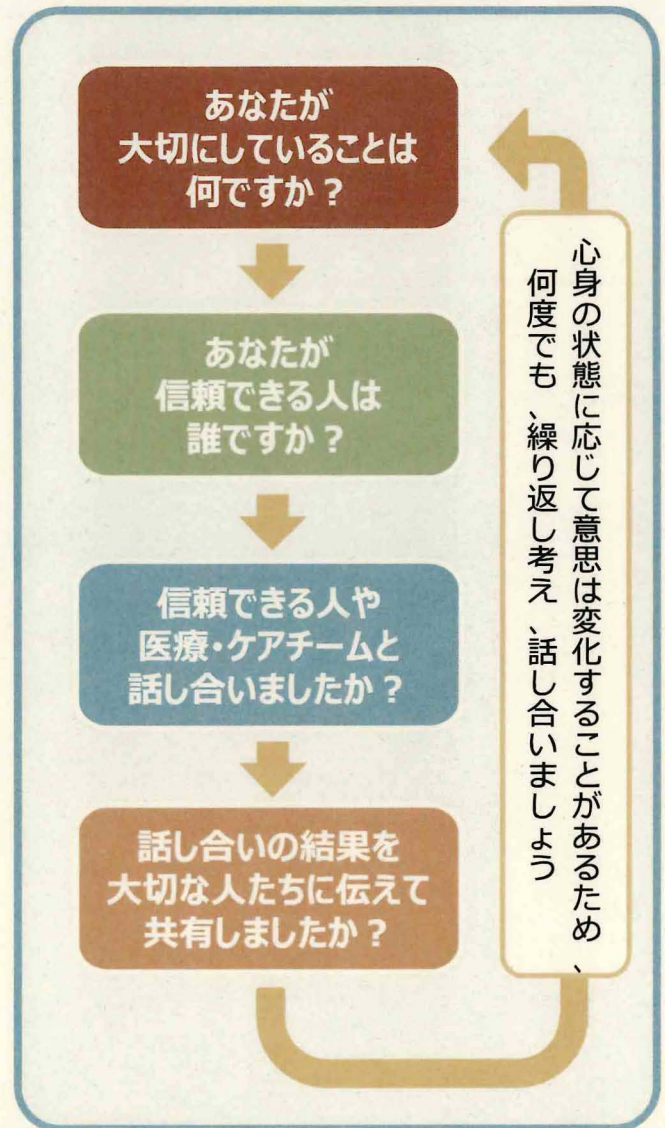 あなたが
大切にしていることは
何ですか？
あなたが
信頼できる人は
誰ですか？
信頼できる人や
医療・ケアチームと
話し合いましたか？
話し合いの結果を
大切な人たちに伝えて
共有しましたか？
心身の状態に応じて意思は変化することがあるため、
何度でも、繰り返し考え、話し合いましょう